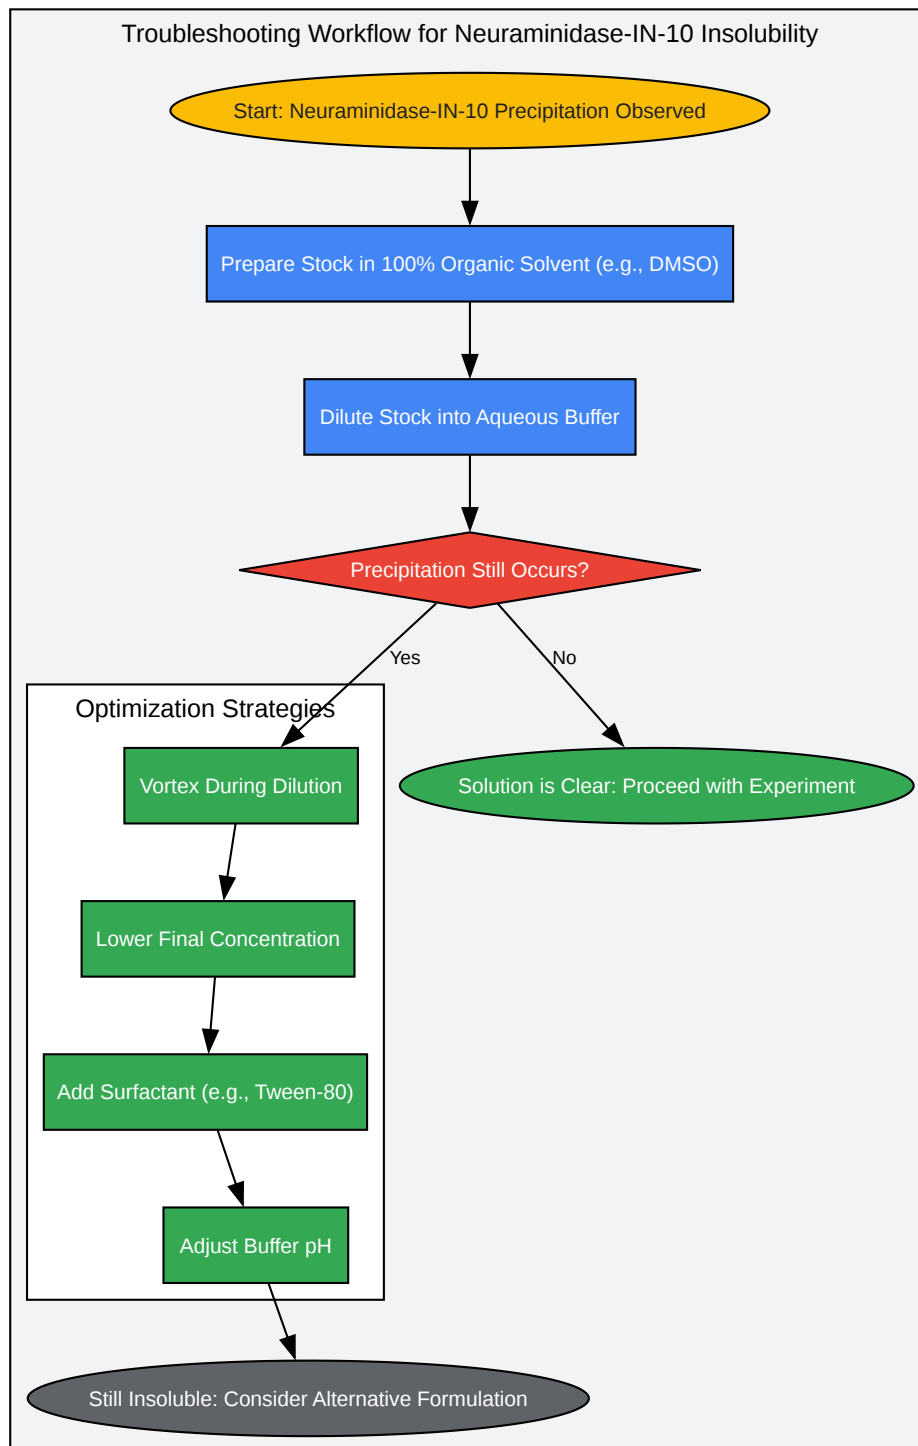 Troubleshooting Workflow for Neuraminidase-IN-10 Insolubility
Start: Neuraminidase-IN-10 Precipitation Observed
Prepare Stock in 100% Organic Solvent (e.g., DMSO)
Dilute Stock into Aqueous Buffer
Precipitation Still Occurs?
Yes
No
Optimization Strategies
Vortex During Dilution
Solution is Clear: Proceed with Experiment
Lower Final Concentration
Add Surfactant (e.g., Tween-80)
Adjust Buffer pH
Still Insoluble: Consider Alternative Formulation